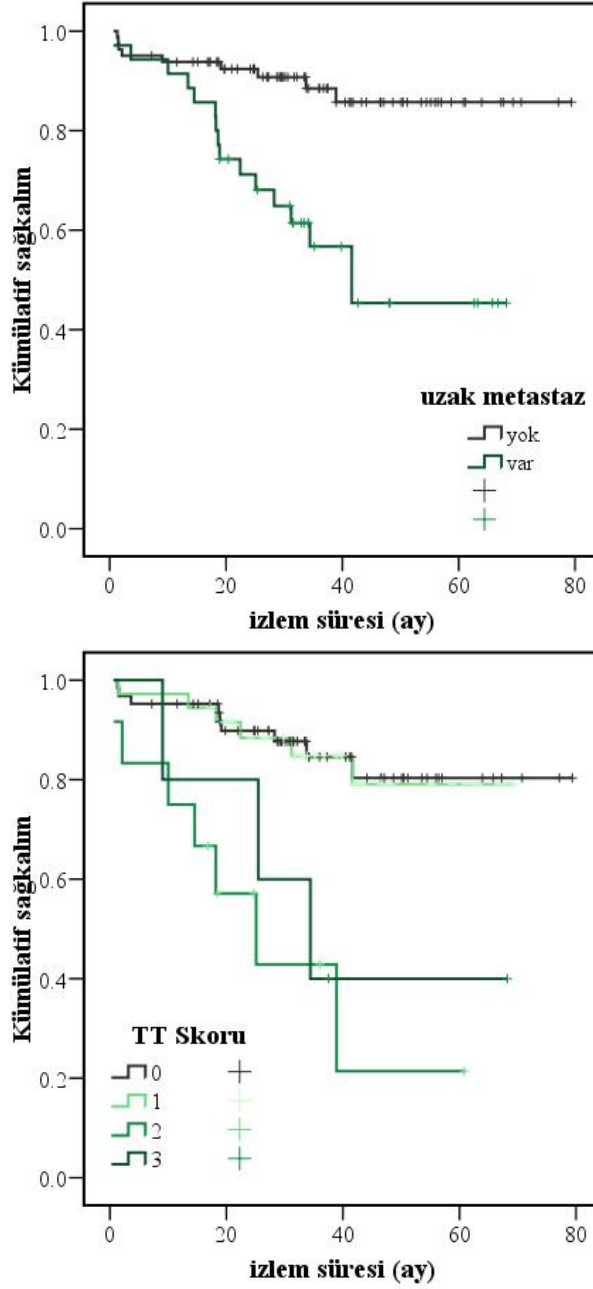 Kümülatif sağkalım
1.0
0.8
0.6
0.4
0.2
0.0
uzak metastaz
yok
var
0 20 40 60 80
izlem süresi (ay)
Kümülatif sağkalım
1.0
0.8
0.6
0.4
0.2
0.0
TT Skoru
0
1
2
3
0 20 40 60 80
izlem süresi (ay)